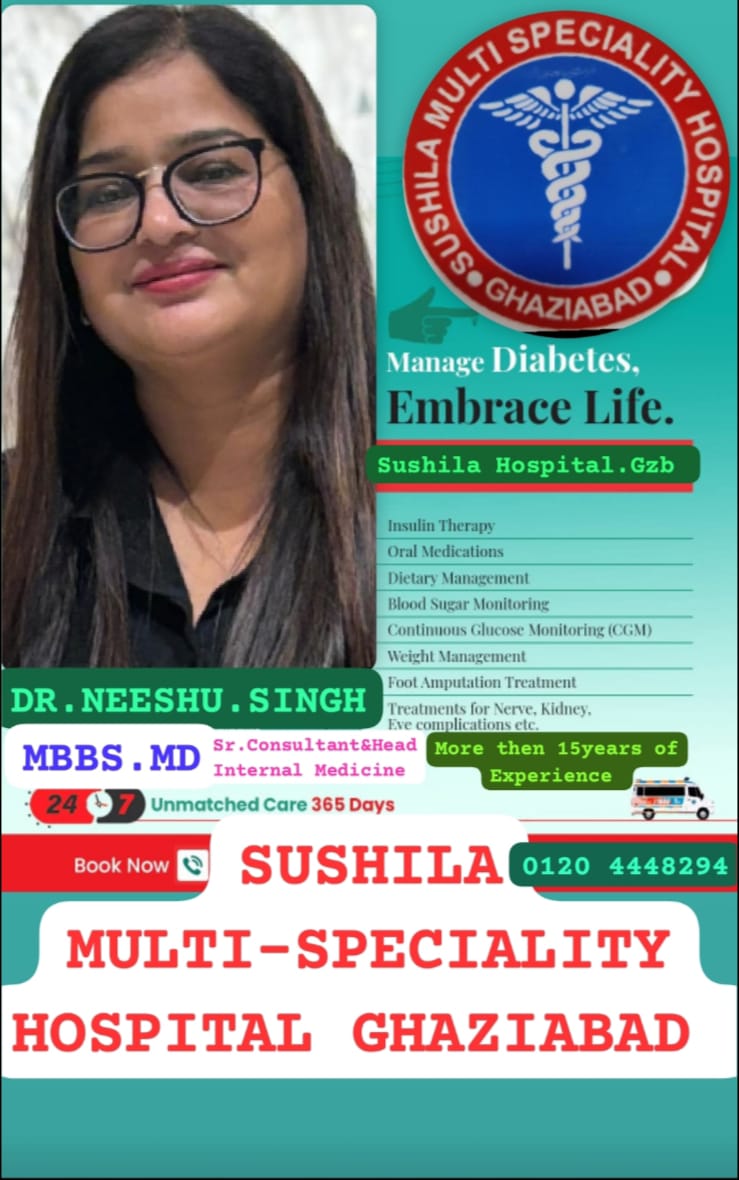 SUSHILA MULTI SPECIALITY HOSPITAL
GHAZIABAD
Manage Diabetes,
Embrace Life.
Sushila Hospital.Gzb
Insulin Therapy
Oral Medications
Dietary Management
Blood Sugar Monitoring
Continuous Glucose Monitoring (CGM)
Weight Management
Foot Amputation Treatment
Treatments for Nerve, Kidney,
Eye complications etc.
DR.NEESHU.SINGH
MBBS.MD
Sr.Consultant&Head
Internal Medicine
More then 15years of
Experience
24 7 Unmatched Care 365 Days
Book Now
SUSHILA
0120 4448294
MULTI-SPECIALITY
HOSPITAL GHAZIABAD